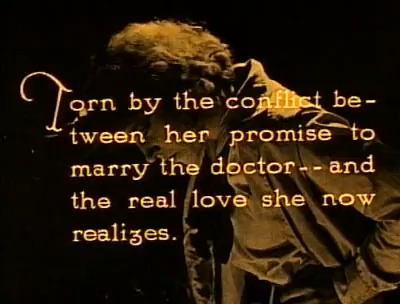 Torn by the conflict be-
tween her promise to
marry the doctor--and
the real love she now
realizes.